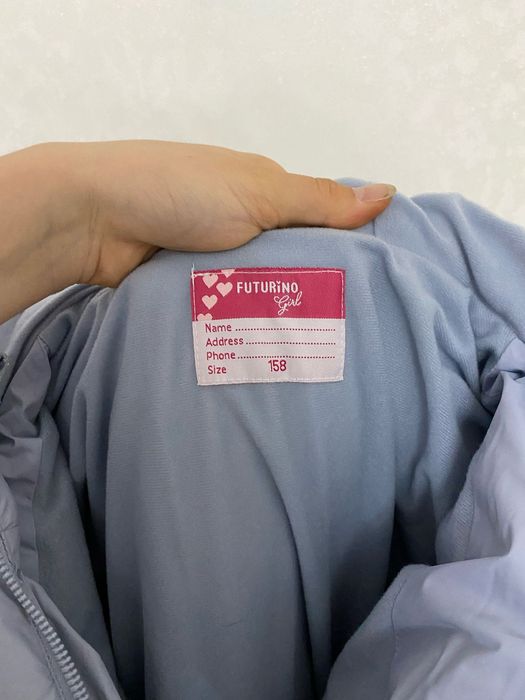 FUTURiNO
Girl
Name ..............................
Address ..........................
Phone .............................
Size 158